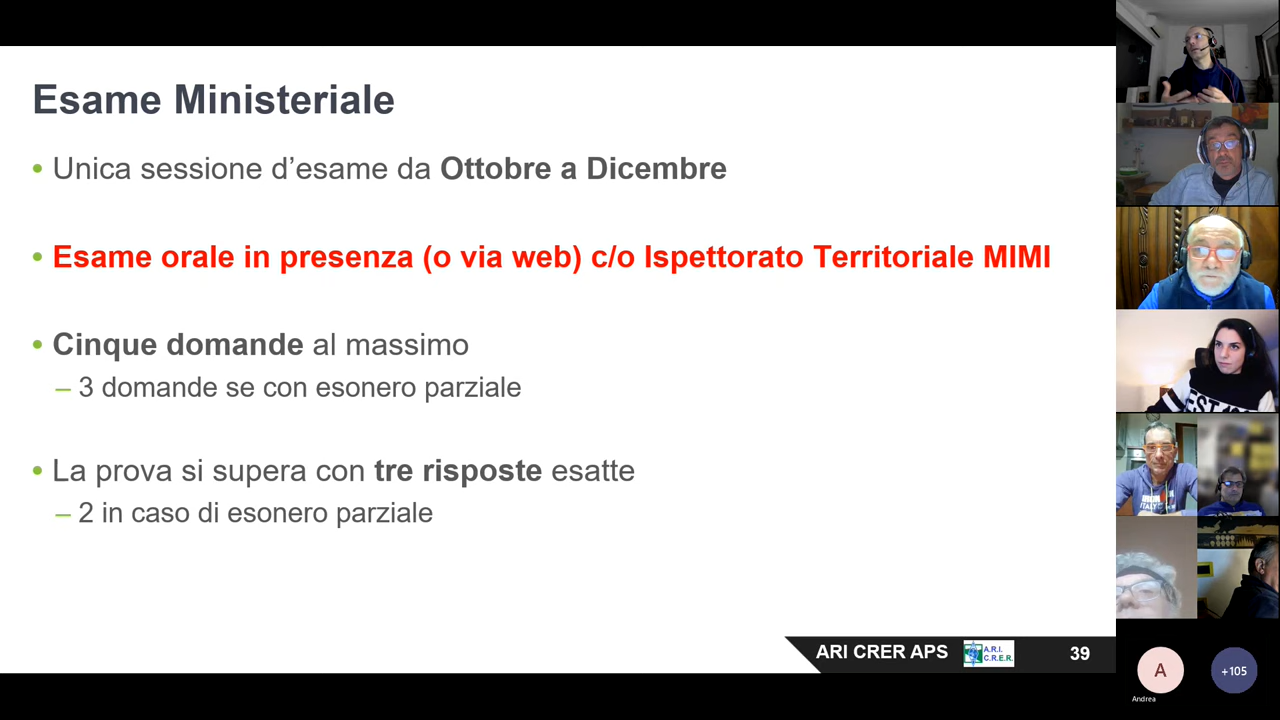 Esame Ministeriale
• Unica sessione d’esame da Ottobre a Dicembre
• Esame orale in presenza (o via web) c/o Ispettorato Territoriale MIMI
• Cinque domande al massimo
– 3 domande se con esonero parziale
• La prova si supera con tre risposte esatte
– 2 in caso di esonero parziale
ARI CRER APS
A.R.I.
C.R.E.R.
39
A
Andrea
+105